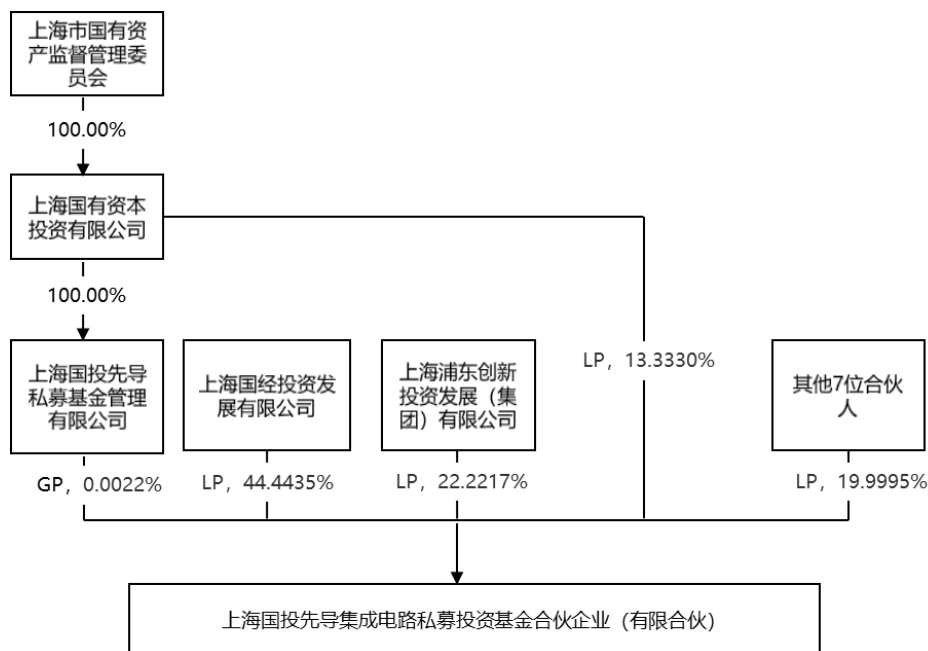 上海市国有资
产监督管理委
员会
100.00%
上海国有资本
投资有限公司
100.00%
上海国投先导
私募基金管理
有限公司
上海国经投资发
展有限公司
上海浦东创新
投资发展（集
团）有限公司
LP，13.3330%
其他7位合伙
人
GP，0.0022%
LP，44.4435%
LP，22.2217%
LP，19.9995%
上海国投先导集成电路私募投资基金合伙企业（有限合伙）